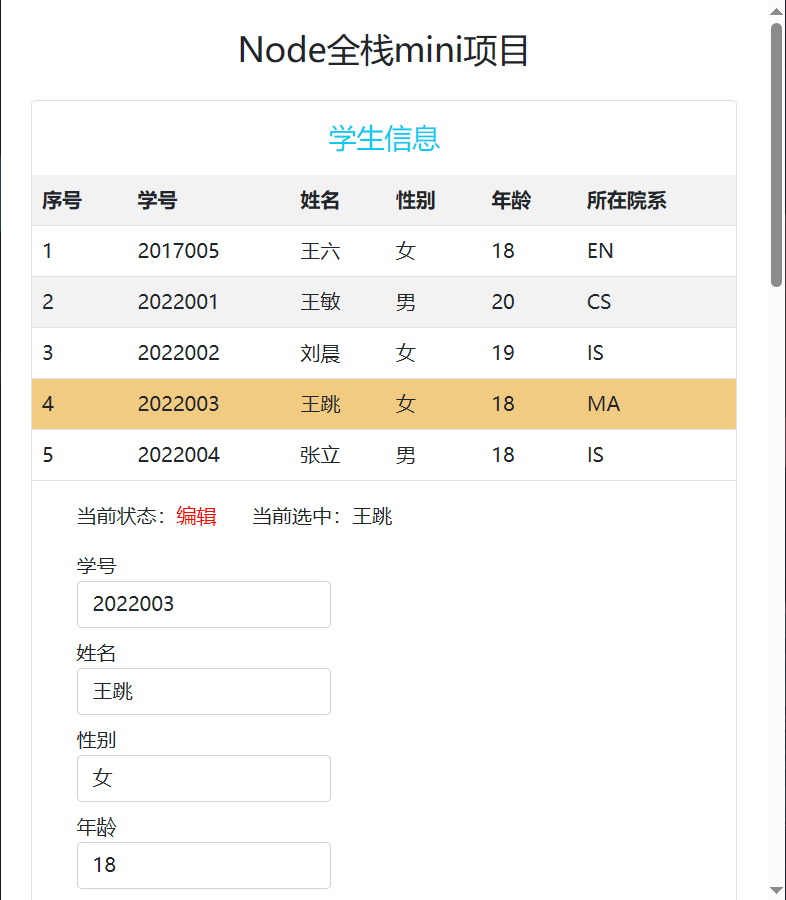 Node全栈mini项目
学生信息
序号 学号 姓名 性别 年龄 所在院系
1 2017005 王六 女 18 EN
2 2022001 王敏 男 20 CS
3 2022002 刘晨 女 19 IS
4 2022003 王跳 女 18 MA
5 2022004 张立 男 18 IS
当前状态：编辑 当前选中：王跳
学号
2022003
姓名
王跳
性别
女
年龄
18